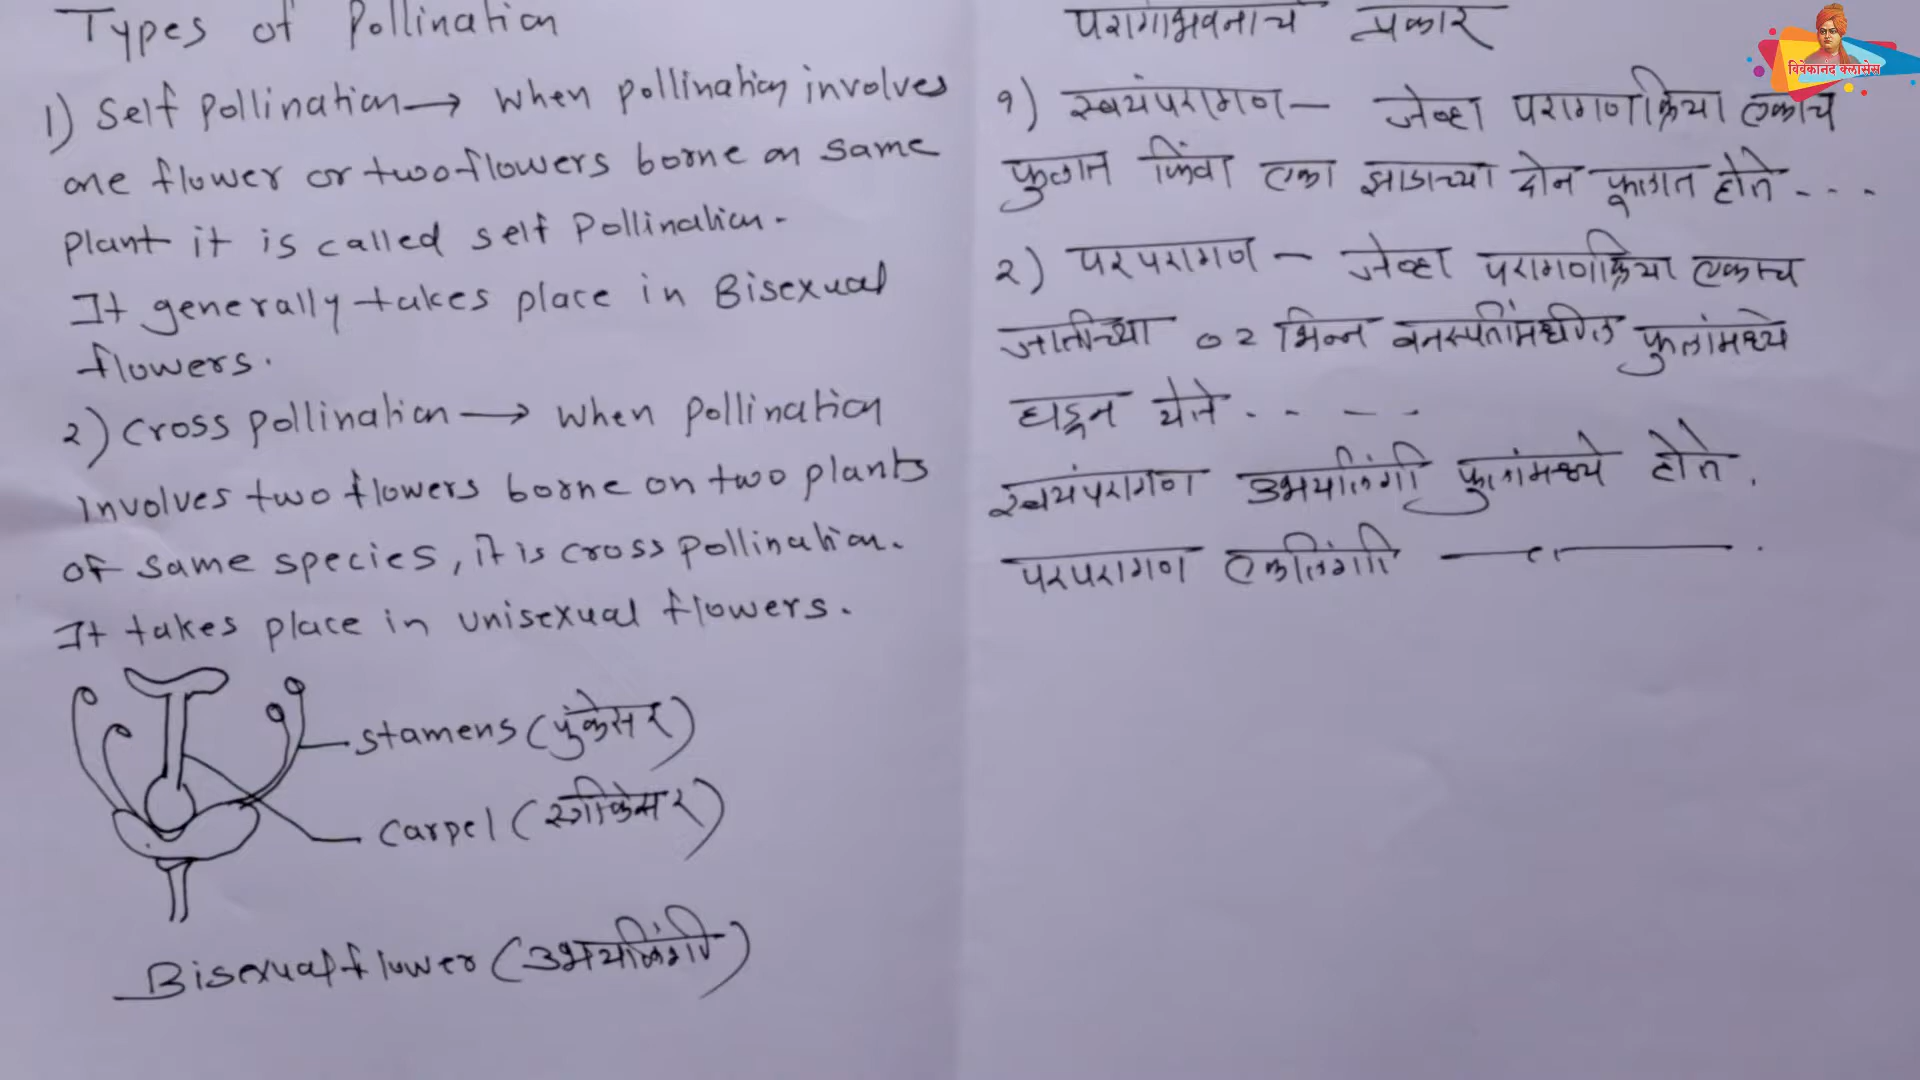 Types of Pollination
1) Self pollination → When pollination involves
one flower or two flowers borne on same
plant it is called self Pollination.
It generally takes place in Bisexual
flowers.
2) Cross pollination → When pollination
involves two flowers borne on two plants
of same species, it is cross pollination.
It takes place in unisexual flowers.
stamens (पुंकेसर)
carpel (स्त्रीकेसर)
Bisexual flower (उभयलिंगी)
परागीभवनाचे प्रकार
१) स्वयंपरागण — जेव्हा परागणक्रिया एकाच
फुलात किंवा एका झाडाच्या दोन फूलात होते - - -
२) परपरागण — जेव्हा परागणक्रिया एकाच
जातीच्या ०२ भिन्न वनस्पतींमधील फुलांमध्ये
घडून येते - - — -
स्वयंपरागण उभयलिंगी फुलांमध्ये होते.
परपरागण एकलिंगी —— " ——.
विवेकानंद क्लासेस